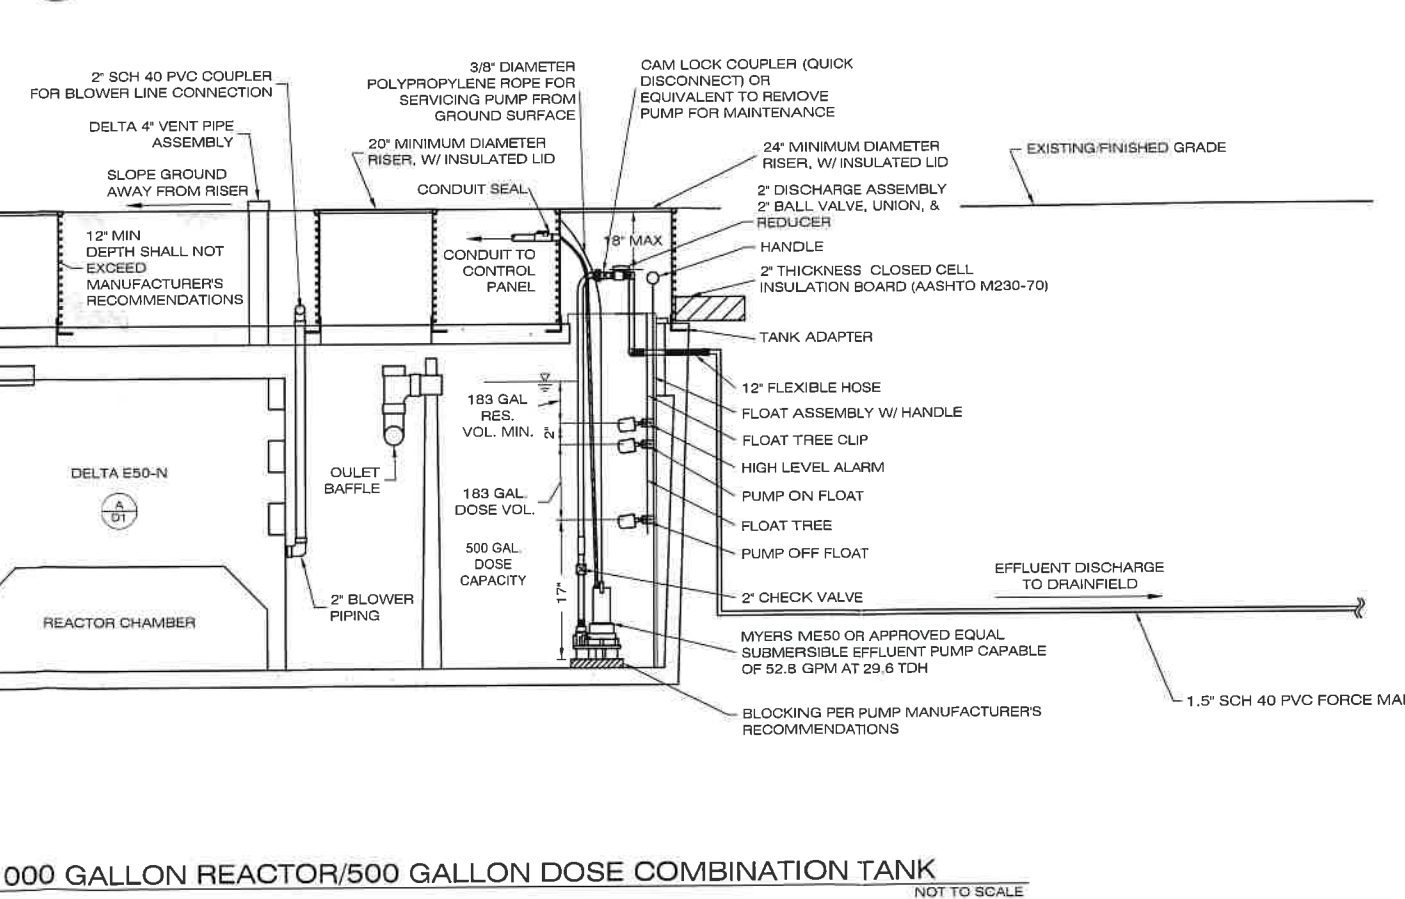 2" SCH 40 PVC COUPLER
FOR BLOWER LINE CONNECTION
DELTA 4" VENT PIPE
ASSEMBLY
SLOPE GROUND
AWAY FROM RISER
12" MIN
DEPTH SHALL NOT
EXCEED
MANUFACTURER'S
RECOMMENDATIONS
3/8" DIAMETER
POLYPROPYLENE ROPE FOR
SERVICING PUMP FROM
GROUND SURFACE
20" MINIMUM DIAMETER
RISER, W/ INSULATED LID
CONDUIT SEAL
CONDUIT TO
CONTROL
PANEL
CAM LOCK COUPLER (QUICK
DISCONNECT) OR
EQUIVALENT TO REMOVE
PUMP FOR MAINTENANCE
24" MINIMUM DIAMETER
RISER, W/ INSULATED LID
2" DISCHARGE ASSEMBLY
2" BALL VALVE, UNION, &
REDUCER
18" MAX
HANDLE
2" THICKNESS CLOSED CELL
INSULATION BOARD (AASHTO M230-70)
TANK ADAPTER
EXISTING/FINISHED GRADE
12" FLEXIBLE HOSE
FLOAT ASSEMBLY W/ HANDLE
FLOAT TREE CLIP
HIGH LEVEL ALARM
PUMP ON FLOAT
FLOAT TREE
PUMP OFF FLOAT
2" CHECK VALVE
MYERS ME50 OR APPROVED EQUAL
SUBMERSIBLE EFFLUENT PUMP CAPABLE
OF 52.8 GPM AT 29.6 TDH
BLOCKING PER PUMP MANUFACTURER'S
RECOMMENDATIONS
183 GAL
RES.
VOL. MIN.
2"
183 GAL.
DOSE VOL.
500 GAL.
DOSE
CAPACITY
17"
OULET
BAFFLE
DELTA E50-N
A
D1
REACTOR CHAMBER
2" BLOWER
PIPING
EFFLUENT DISCHARGE
TO DRAINFIELD
1.5" SCH 40 PVC FORCE MAI
000 GALLON REACTOR/500 GALLON DOSE COMBINATION TANK
NOT TO SCALE